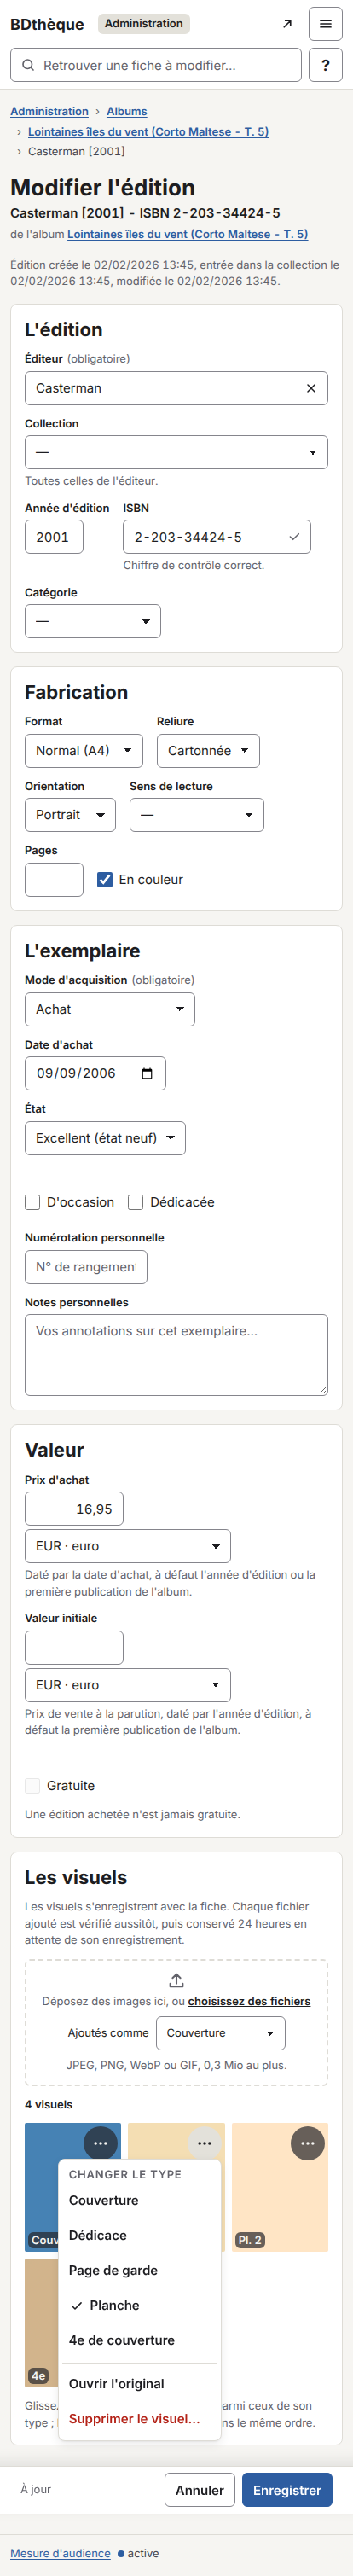 BDthèque Administration
Retrouver une fiche à modifier... ?
Administration › Albums
› Lointaines îles du vent (Corto Maltese - T. 5)
› Casterman [2001]
Modifier l'édition
Casterman [2001] - ISBN 2-203-34424-5
de l'album Lointaines îles du vent (Corto Maltese - T. 5)
Édition créée le 02/02/2026 13:45, entrée dans la collection le
02/02/2026 13:45, modifiée le 02/02/2026 13:45.
L'édition
Éditeur (obligatoire)
Casterman
Collection
—
Toutes celles de l'éditeur.
Année d'édition ISBN
2001 2-203-34424-5
Chiffre de contrôle correct.
Catégorie
—
Fabrication
Format Reliure
Normal (A4) Cartonnée
Orientation Sens de lecture
Portrait —
Pages
En couleur
L'exemplaire
Mode d'acquisition (obligatoire)
Achat
Date d'achat
09/09/2006
État
Excellent (état neuf)
D'occasion Dédicacée
Numérotation personnelle
N° de rangement
Notes personnelles
Vos annotations sur cet exemplaire...
Valeur
Prix d'achat
16,95
EUR · euro
Daté par la date d'achat, à défaut l'année d'édition ou la
première publication de l'album.
Valeur initiale
EUR · euro
Prix de vente à la parution, daté par l'année d'édition, à
défaut la première publication de l'album.
Gratuite
Une édition achetée n'est jamais gratuite.
Les visuels
Les visuels s'enregistrent avec la fiche. Chaque fichier
ajouté est vérifié aussitôt, puis conservé 24 heures en
attente de son enregistrement.
Déposez des images ici, ou choisissez des fichiers
Ajoutés comme Couverture
JPEG, PNG, WebP ou GIF, 0,3 Mio au plus.
4 visuels
Couv
Pl. 2
4e
CHANGER LE TYPE
Couverture
Dédicace
Page de garde
Planche
4e de couverture
Ouvrir l'original
Supprimer le visuel...
Glissez armi ceux de son
type ; ns le même ordre.
À jour Annuler Enregistrer
Mesure d'audience active